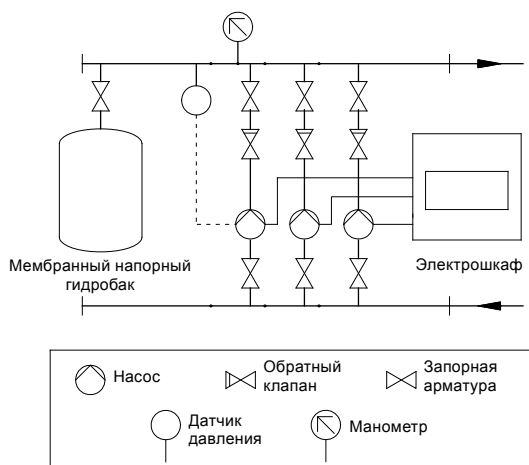 Мембранный напорный
гидробак
Электрошкаф
Насос
Обратный
клапан
Запорная
арматура
Датчик
давления
Манометр